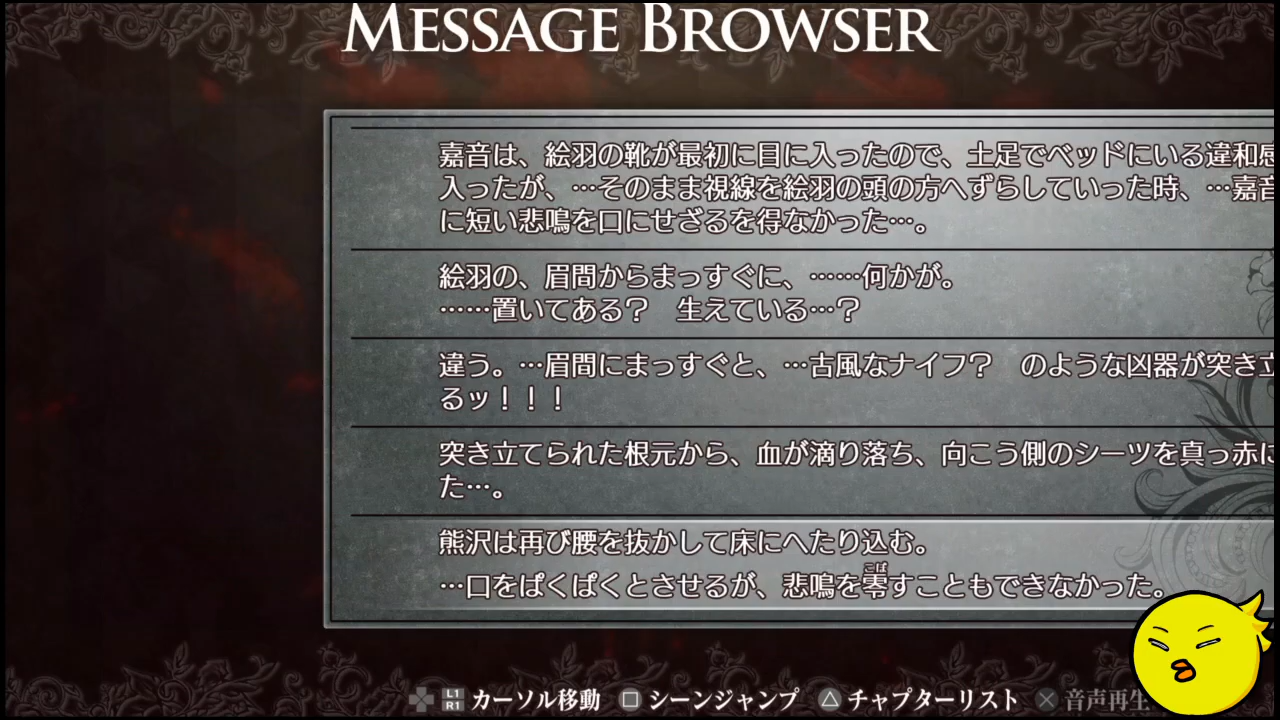 MESSAGE BROWSER
嘉音は、絵羽の靴が最初に目に入ったので、土足でベッドにいる違和感
入ったが、…そのまま視線を絵羽の頭の方へずらしていった時、…嘉音
に短い悲鳴を口にせざるを得なかった…。
絵羽の、眉間からまっすぐに、……何かが。
……置いてある？　生えている…？
違う。…眉間にまっすぐと、…古風なナイフ？　のような凶器が突き立
るッ！！！
突き立てられた根元から、血が滴り落ち、向こう側のシーツを真っ赤に
た…。
熊沢は再び腰を抜かして床にへたり込む。
こぼ
…口をぱくぱくとさせるが、悲鳴を零すこともできなかった。
L1 R1 カーソル移動 シーンジャンプ チャプターリスト 音声再生